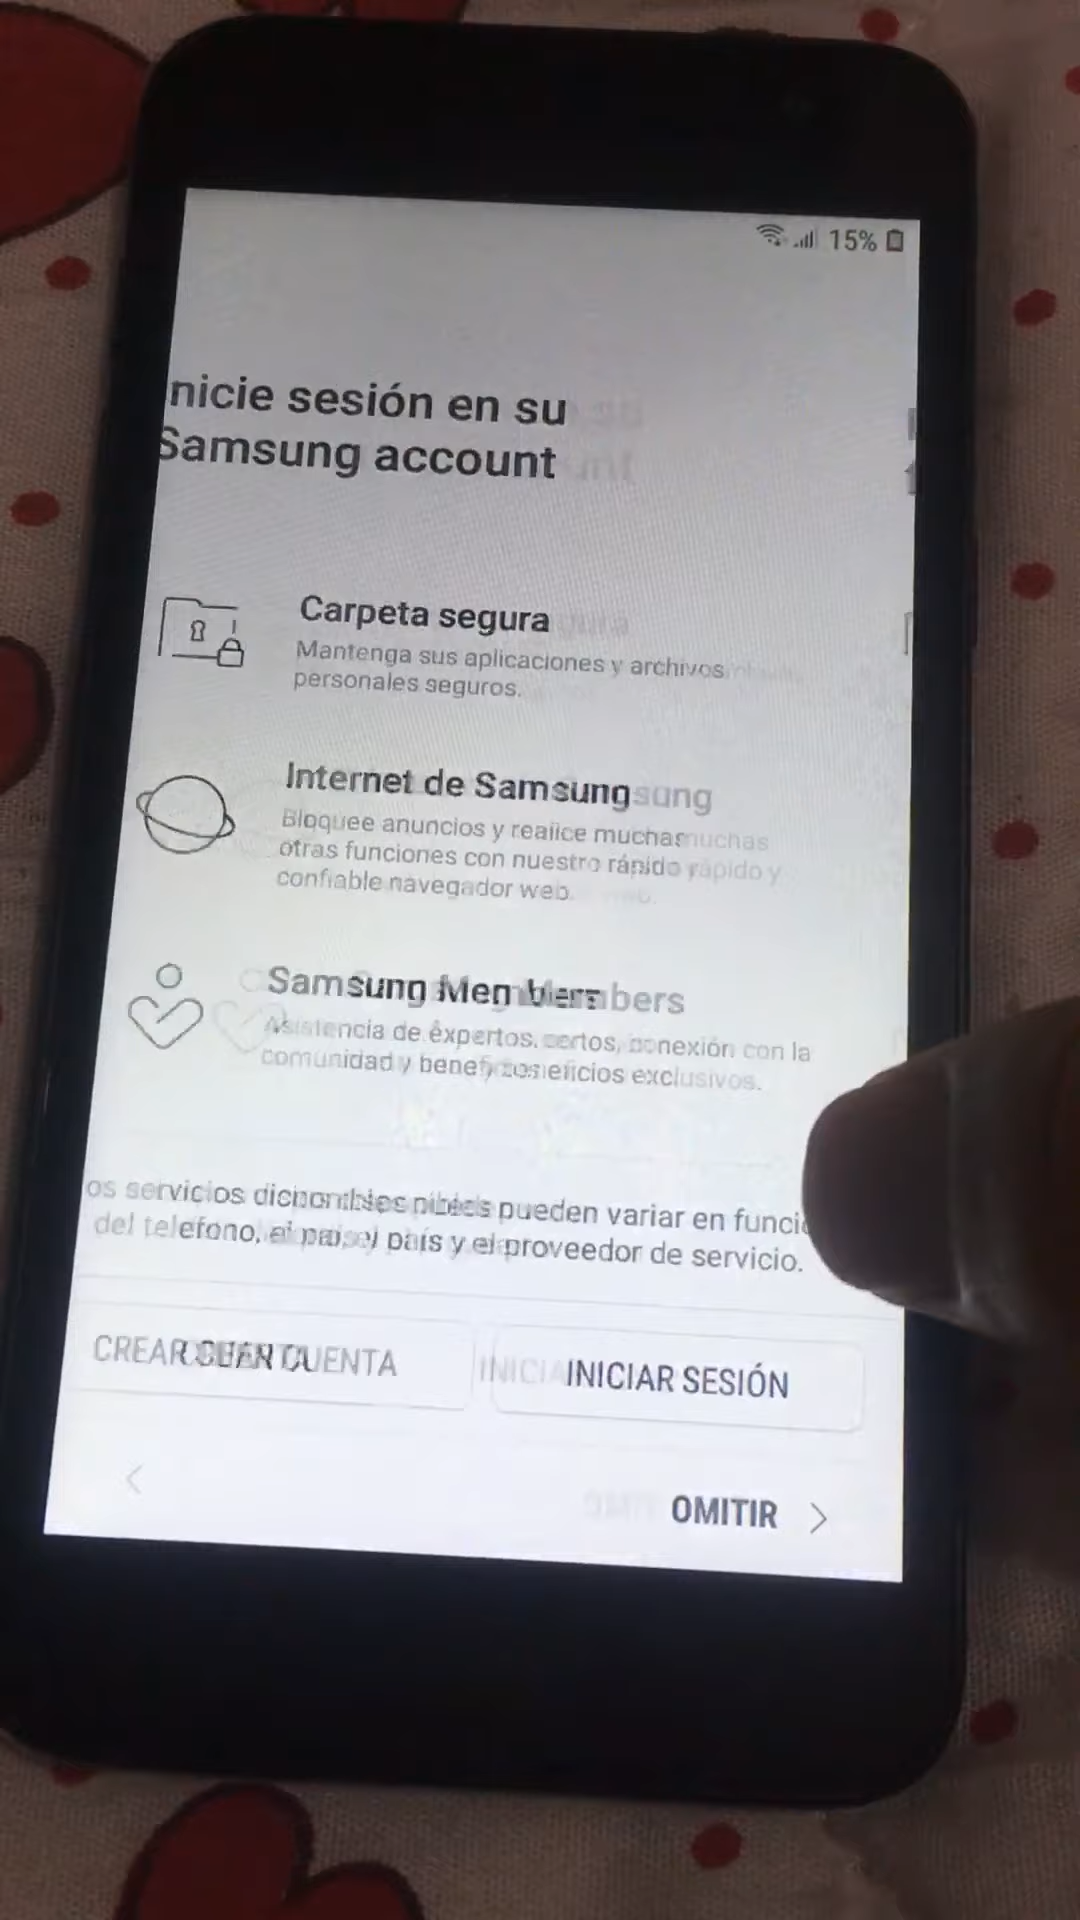 15%
nicie sesión en su
Samsung account
Carpeta segura
Mantenga sus aplicaciones y archivos
personales seguros.
Internet de Samsung
Bloquee anuncios y realice muchas
otras funciones con nuestro rápido y
confiable navegador web.
Samsung Members
Asistencia de expertos, conexión con la
comunidad y beneficios exclusivos.
os servicios disponibles pueden variar en funci
del telefono, el país y el proveedor de servicio.
CREAR CUENTA
INICIAR SESIÓN
OMITIR